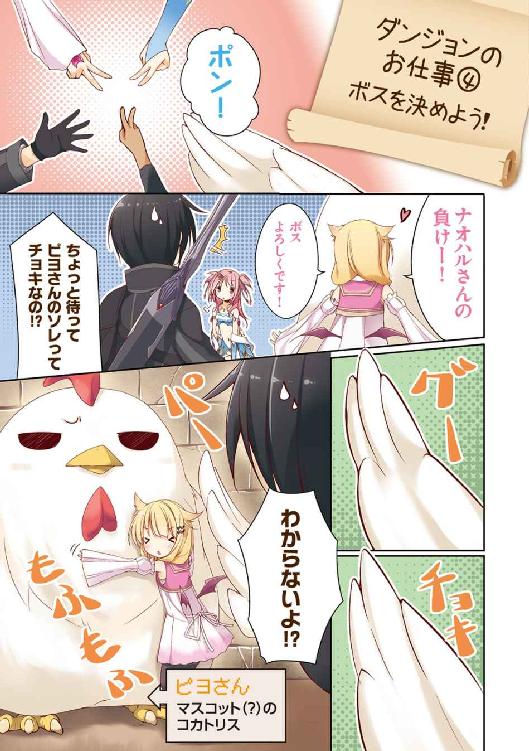 ダンジョンの
お仕事④
ボスを決めよう!
ポン!
ナオハルさんの
負けー!
ボス
よろしくです!
ちょっと待って
ピヨさんのソレって
チョキなの!?
グー
チョキ
パー
わからないよ!?
もふもふ
ピヨさん
マスコット(?)の
コカトリス